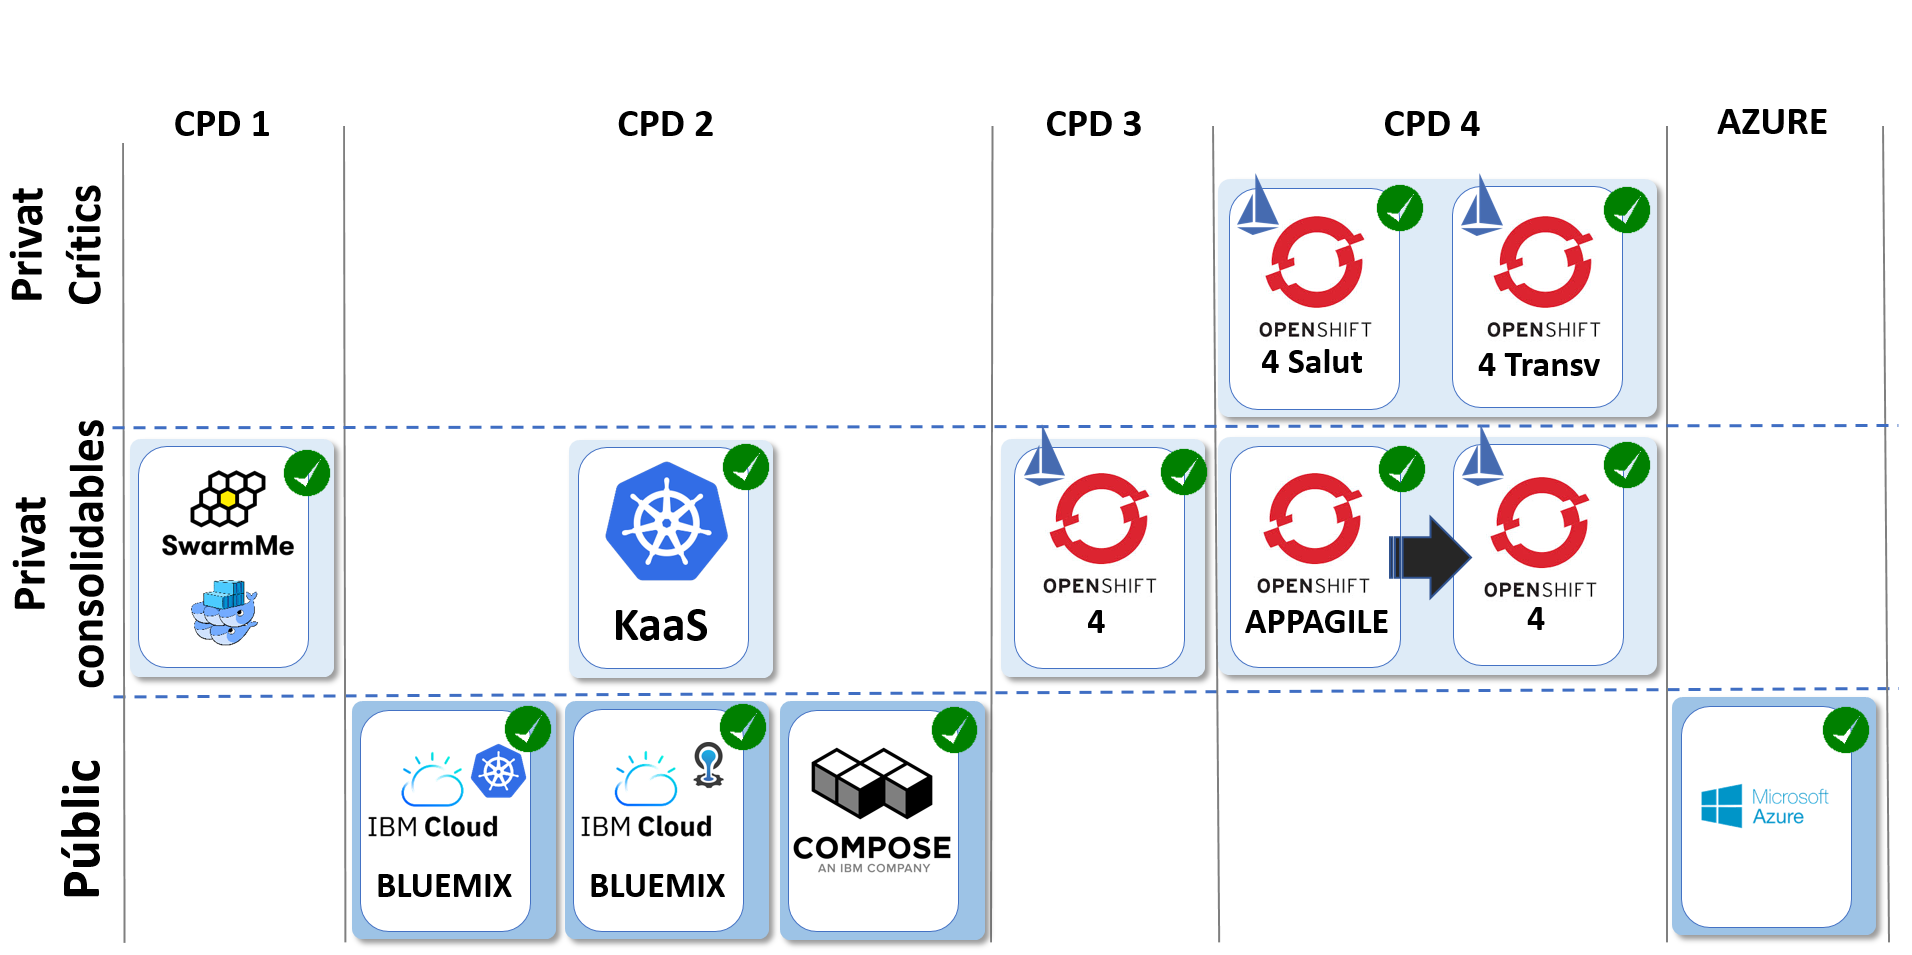 CPD 1
CPD 2
CPD 3
CPD 4
AZURE
Privat
Crítics
OPENSHIFT
4 Salut
OPENSHIFT
4 Transv
Privat
consolidables
SwarmMe
KaaS
OPENSHIFT
4
OPENSHIFT
APPAGILE
OPENSHIFT
4
Públic
IBM Cloud
BLUEMIX
IBM Cloud
BLUEMIX
COMPOSE
AN IBM COMPANY
Microsoft
Azure